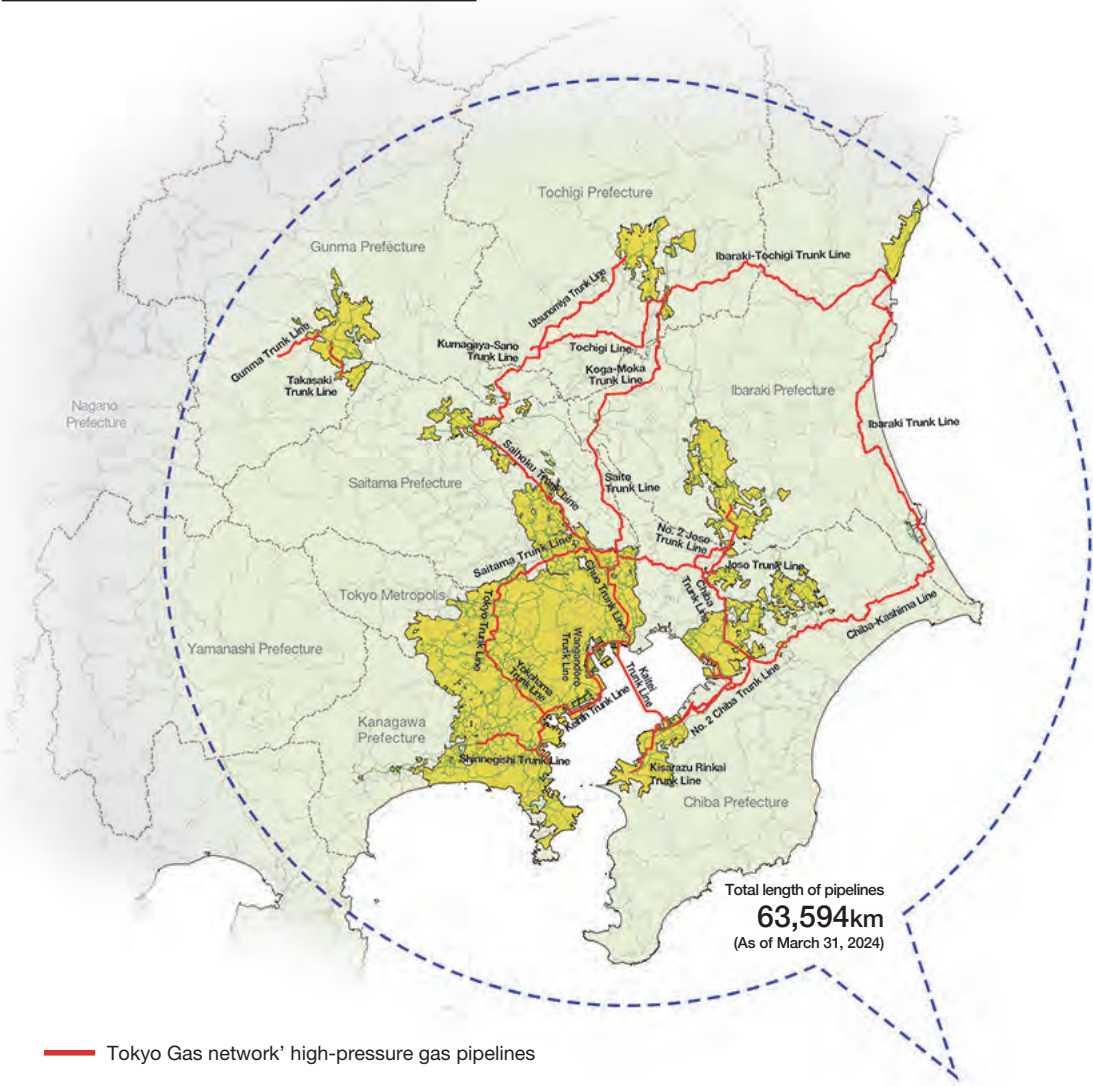 Tochigi Prefecture
Gunma Prefecture
Ibaraki-Tochigi Trunk Line
Utsunomiya Trunk Line
Gunma Trunk Line
Kumagaya-Sano
Trunk Line
Tochigi Line
Koga-Moka
Trunk Line
Takasaki
Trunk Line
Ibaraki Prefecture
Nagano
Prefecture
Ibaraki Trunk Line
Saihoku Trunk Line
Saitama Prefecture
Saito
Trunk Line
No. 2 Joso
Trunk Line
Saitama Trunk Line
Joso Trunk Line
Chuo Trunk Line
Chiba
Trunk Line
Tokyo Metropolis
Tokyo Trunk Line
Chiba-Kashima Line
Yamanashi Prefecture
Wangandoro
Trunk Line
Yokohama
Trunk Line
Kaitei
Trunk Line
Keihin Trunk Line
No. 2 Chiba Trunk Line
Kanagawa
Prefecture
Shinnegishi Trunk Line
Kisarazu Rinkai
Trunk Line
Chiba Prefecture
Total length of pipelines
63,594km
(As of March 31, 2024)
Tokyo Gas network' high-pressure gas pipelines